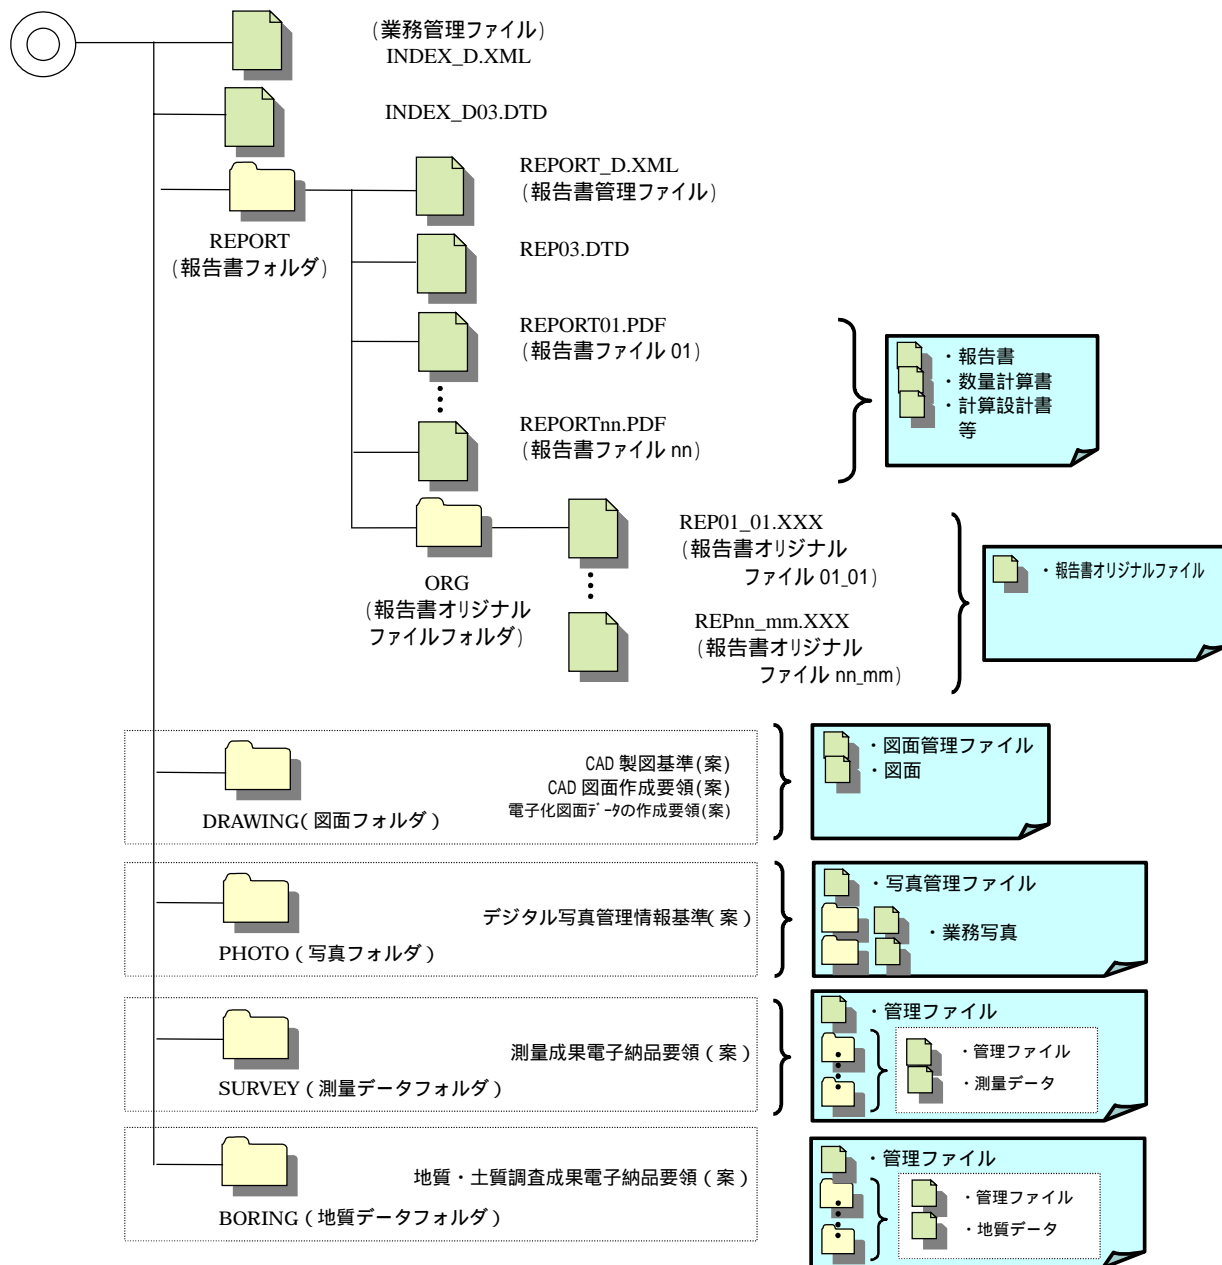 (業務管理ファイル)
INDEX_D.XML
INDEX_D03.DTD
REPORT_D.XML
(報告書管理ファイル)
REPORT
(報告書フォルダ)
REP03.DTD
REPORT01.PDF
(報告書ファイル 01)
・報告書
・数量計算書
・計算設計書
等
REPORTnn.PDF
(報告書ファイル nn)
ORG
(報告書オリジナル
ファイルフォルダ)
REP01_01.XXX
(報告書オリジナル
ファイル 01_01)
・報告書オリジナルファイル
REPnn_mm.XXX
(報告書オリジナル
ファイル nn_mm)
DRAWING(図面フォルダ)
CAD 製図基準(案)
CAD 図面作成要領(案)
電子化図面データの作成要領(案)
・図面管理ファイル
・図面
PHOTO(写真フォルダ)
デジタル写真管理情報基準(案)
・写真管理ファイル
・業務写真
SURVEY(測量データフォルダ)
測量成果電子納品要領(案)
・管理ファイル
・管理ファイル
・測量データ
BORING(地質データフォルダ)
地質・土質調査成果電子納品要領(案)
・管理ファイル
・管理ファイル
・地質データ